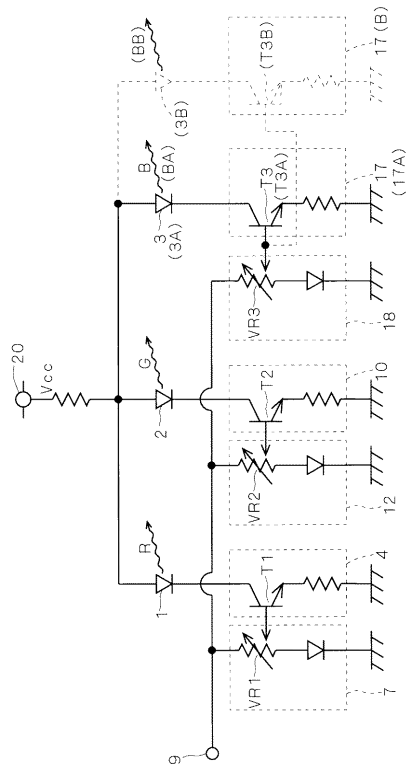 20
Vcc
R
G
B
(BA)
(BB)
1
2
3
(3A)
(3B)
9
VR1
T1
VR2
T2
VR3
T3
(T3A)
(T3B)
7
4
12
10
18
17
(17A)
17(B)